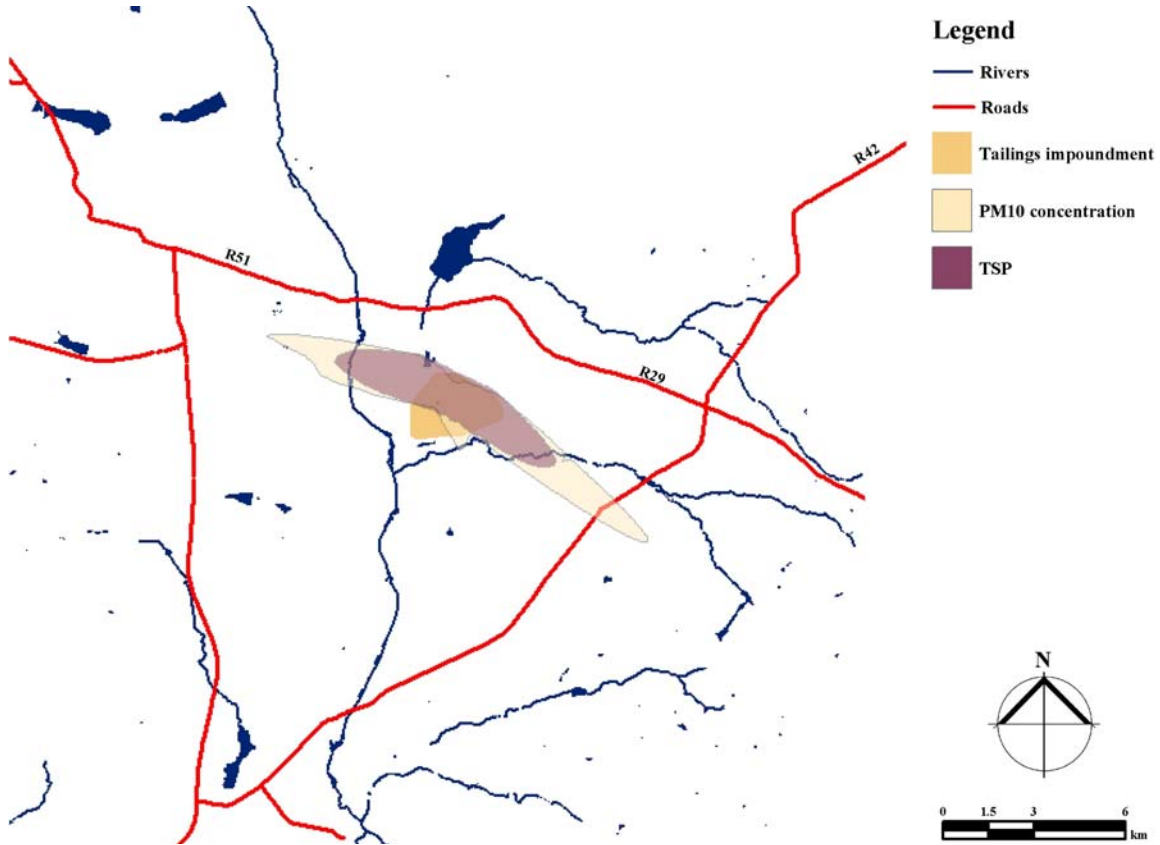 Legend
Rivers
Roads
Tailings impoundment
PM10 concentration
TSP
R42
R51
R29
N
0 1.5 3 6
km